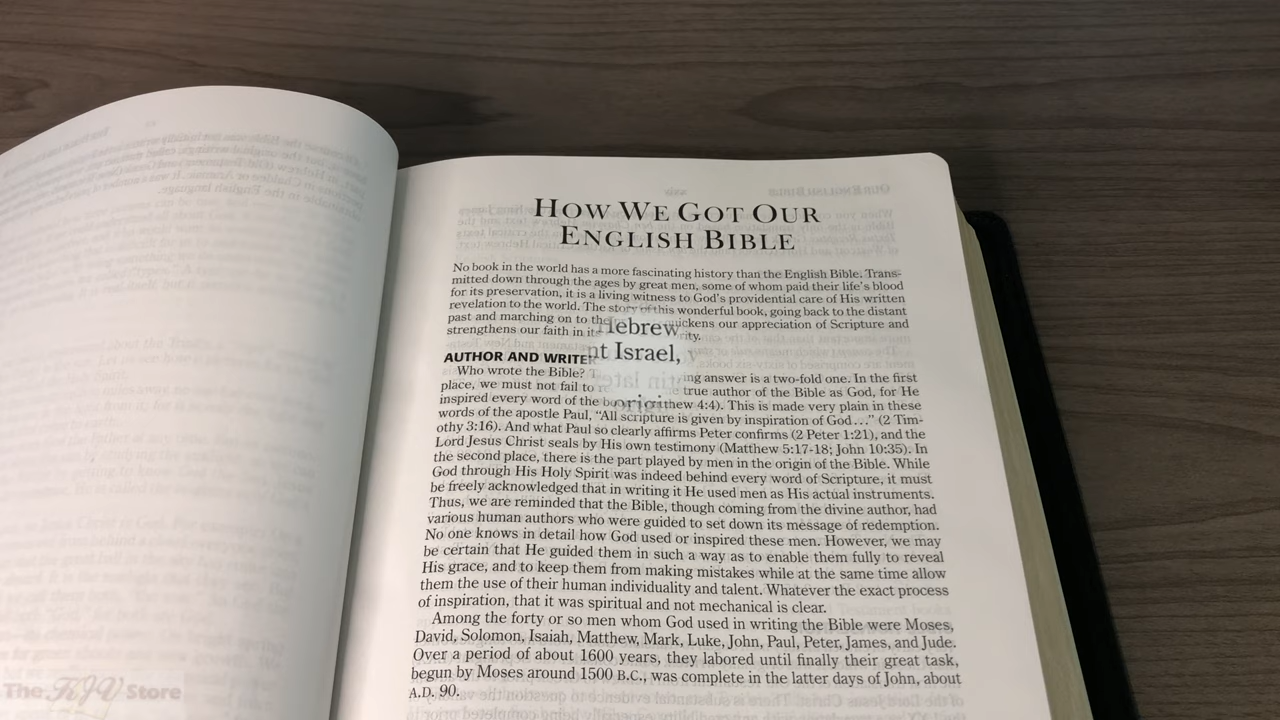 HOW WE GOT OUR
ENGLISH BIBLE
No book in the world has a more fascinating history than the English Bible. Trans-
mitted down through the ages by great men, some of whom paid their life's blood
for its preservation, it is a living witness to God's providential care of His written
revelation to the world. The story of this wonderful book, going back to the distant
past and marching on to the quickens our appreciation of Scripture and
strengthens our faith in its
Hebrew,
nt Israel,
AUTHOR AND
Who wrote the Bible? answer is a two-fold one. In the first
place, we must not fail to true author of the Bible as God, for He
inspired every word of the 4:4). This is made very plain in these
words of the apostle Paul, “All scripture is given by inspiration of God…” (2 Tim-
othy 3:16). And what Paul so clearly affirms Peter confirms (2 Peter 1:21), and the
Lord Jesus Christ seals by His own testimony (Matthew 5:17-18; John 10:35). In
the second place, there is the part played by men in the origin of the Bible. While
God through His Holy Spirit was indeed behind every word of Scripture, it must
be freely acknowledged that in writing it He used men as His actual instruments.
Thus, we are reminded that the Bible, though coming from the divine author, had
various human authors who were guided to set down its message of redemption.
No one knows in detail how God used or inspired these men. However, we may
be certain that He guided them in such a way as to enable them fully to reveal
His grace, and to keep them from making mistakes while at the same time allow
them the use of their human individuality and talent. Whatever the exact process
of inspiration, that it was spiritual and not mechanical is clear.
Among the forty or so men whom God used in writing the Bible were Moses,
David, Solomon, Isaiah, Matthew, Mark, Luke, John, Paul, Peter, James, and Jude.
Over a period of about 1600 years, they labored until finally their great task,
begun by Moses around 1500 B.C., was complete in the latter days of John, about
A.D. 90.
The KJV Store